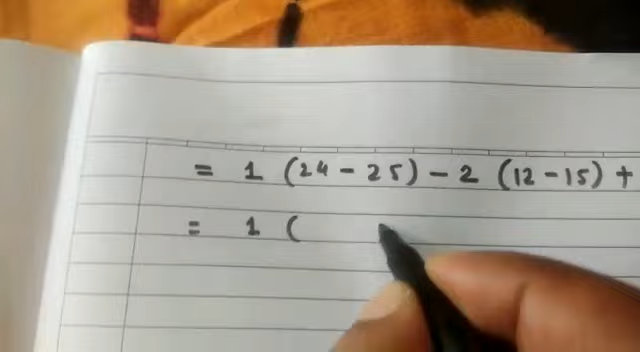 = 1 (24 - 25) - 2 (12 - 15) +
= 1 (